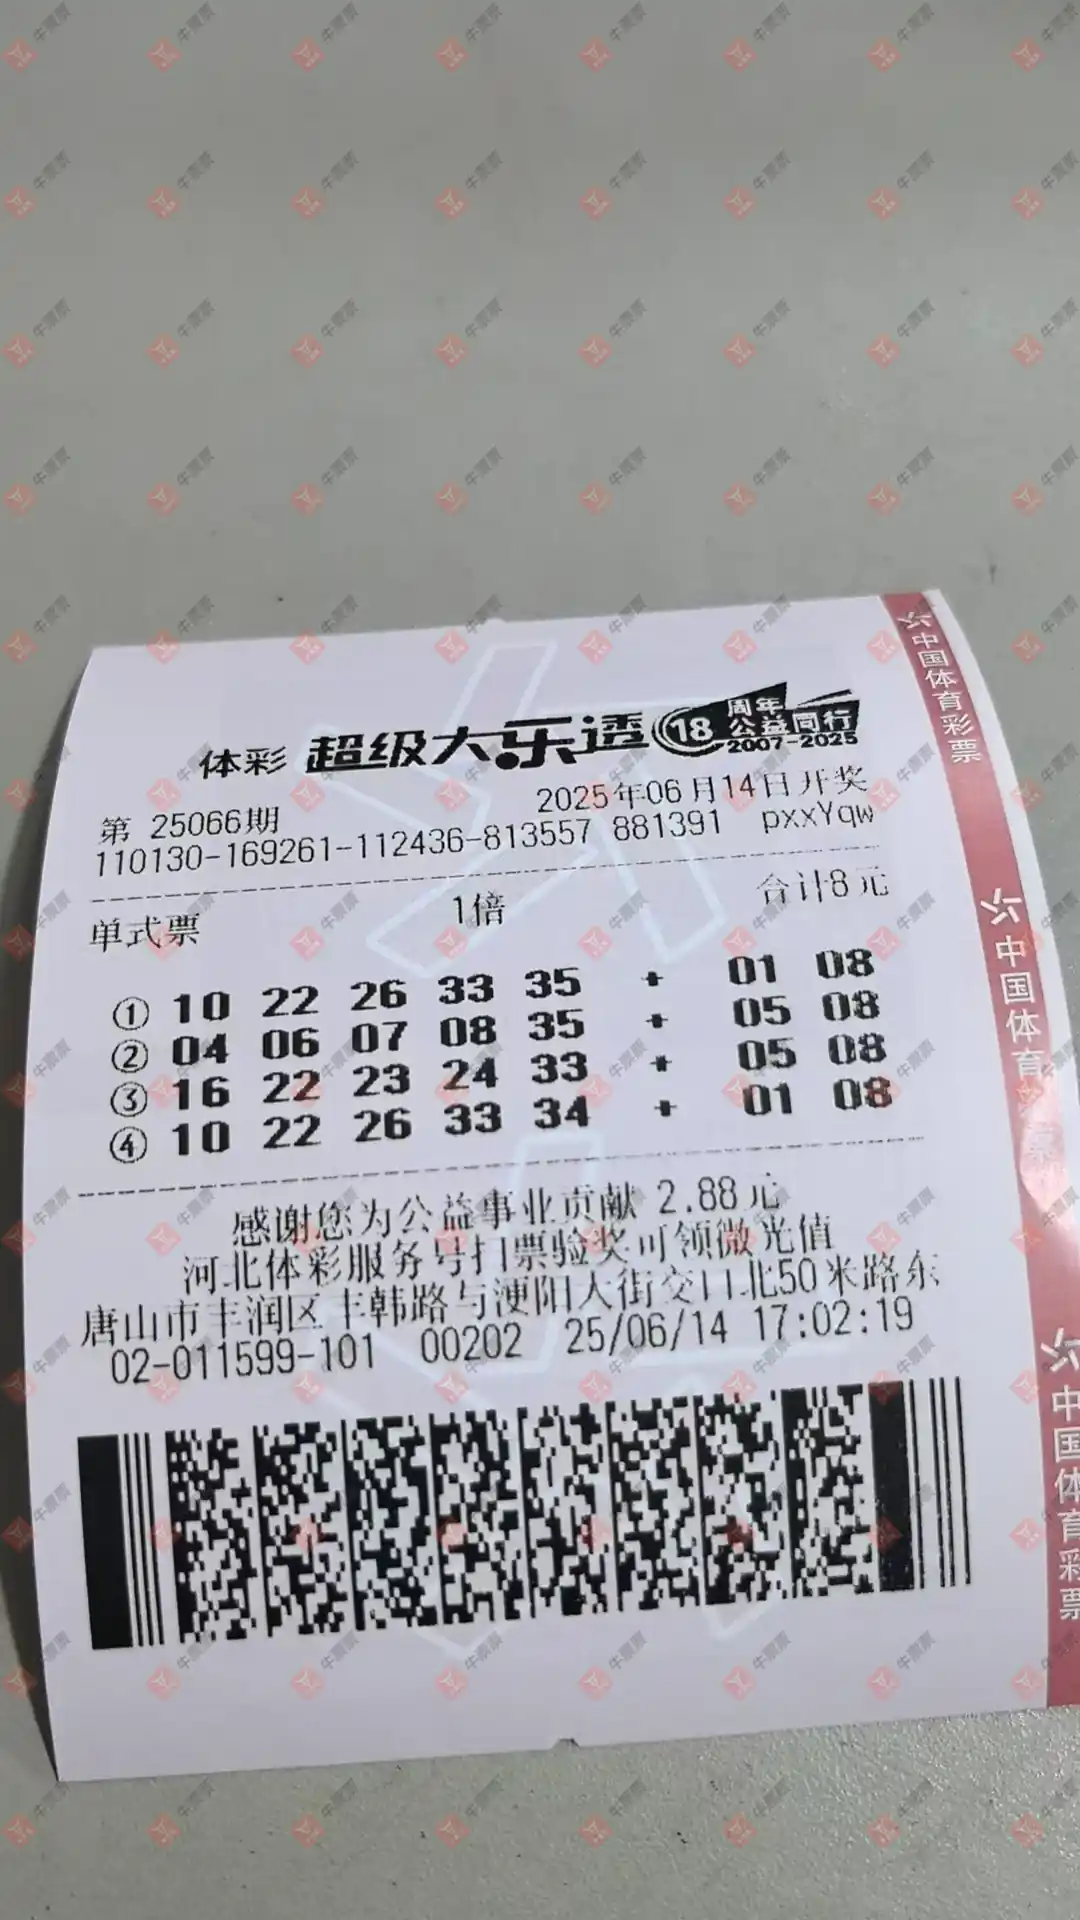 体彩 超级大乐透 18 周年 公益同行 2007-2025
第 25066期 2025年06月14日开奖
110130-169261-112436-813557 881391 pxxYqw
单式票 1倍 合计8元
① 10 22 26 33 35 + 01 08
② 04 06 07 08 35 + 05 08
③ 16 22 23 24 33 + 05 08
④ 10 22 26 33 34 + 01 08
感谢您为公益事业贡献 2.88元
河北体彩服务号扫票验奖可领微光值
唐山市丰润区丰韩路与浭阳大街交口北50米路东
02-011599-101 00202 25/06/14 17:02:19
中国体育彩票
中国体育彩票
中国体育彩票
牛票票